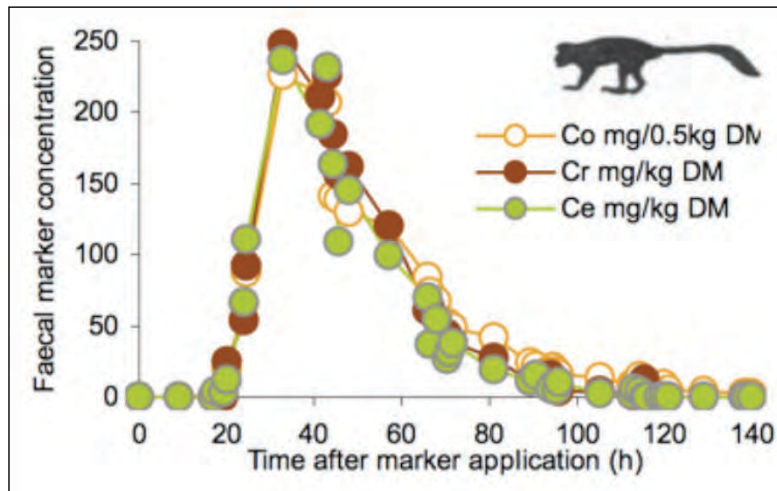 250
200
150
100
50
0
Faecal marker concentration
Co mg/0.5kg DM
Cr mg/kg DM
Ce mg/kg DM
0 20 40 60 80 100 120 140
Time after marker application (h)